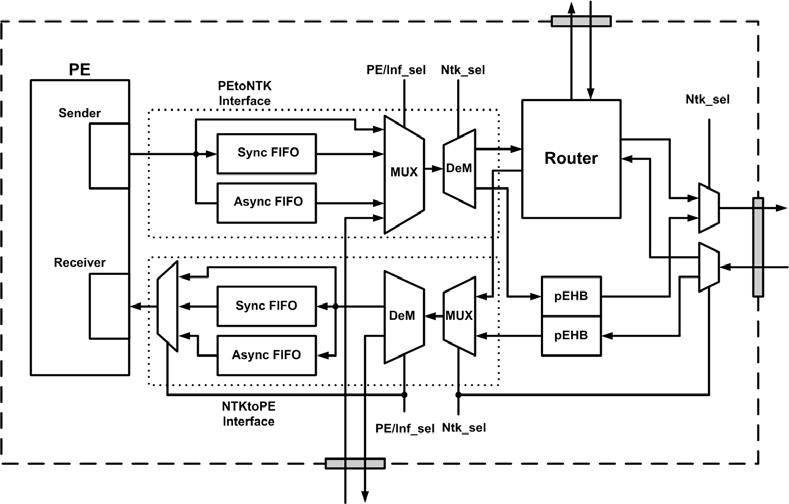 PE
Sender
Receiver
PEtoNTK
Interface
PE/Inf_sel
Ntk_sel
Sync FIFO
Async FIFO
MUX
DeM
Router
Ntk_sel
Sync FIFO
Async FIFO
DeM
MUX
pEHB
pEHB
NTKtoPE
Interface
PE/Inf_sel
Ntk_sel